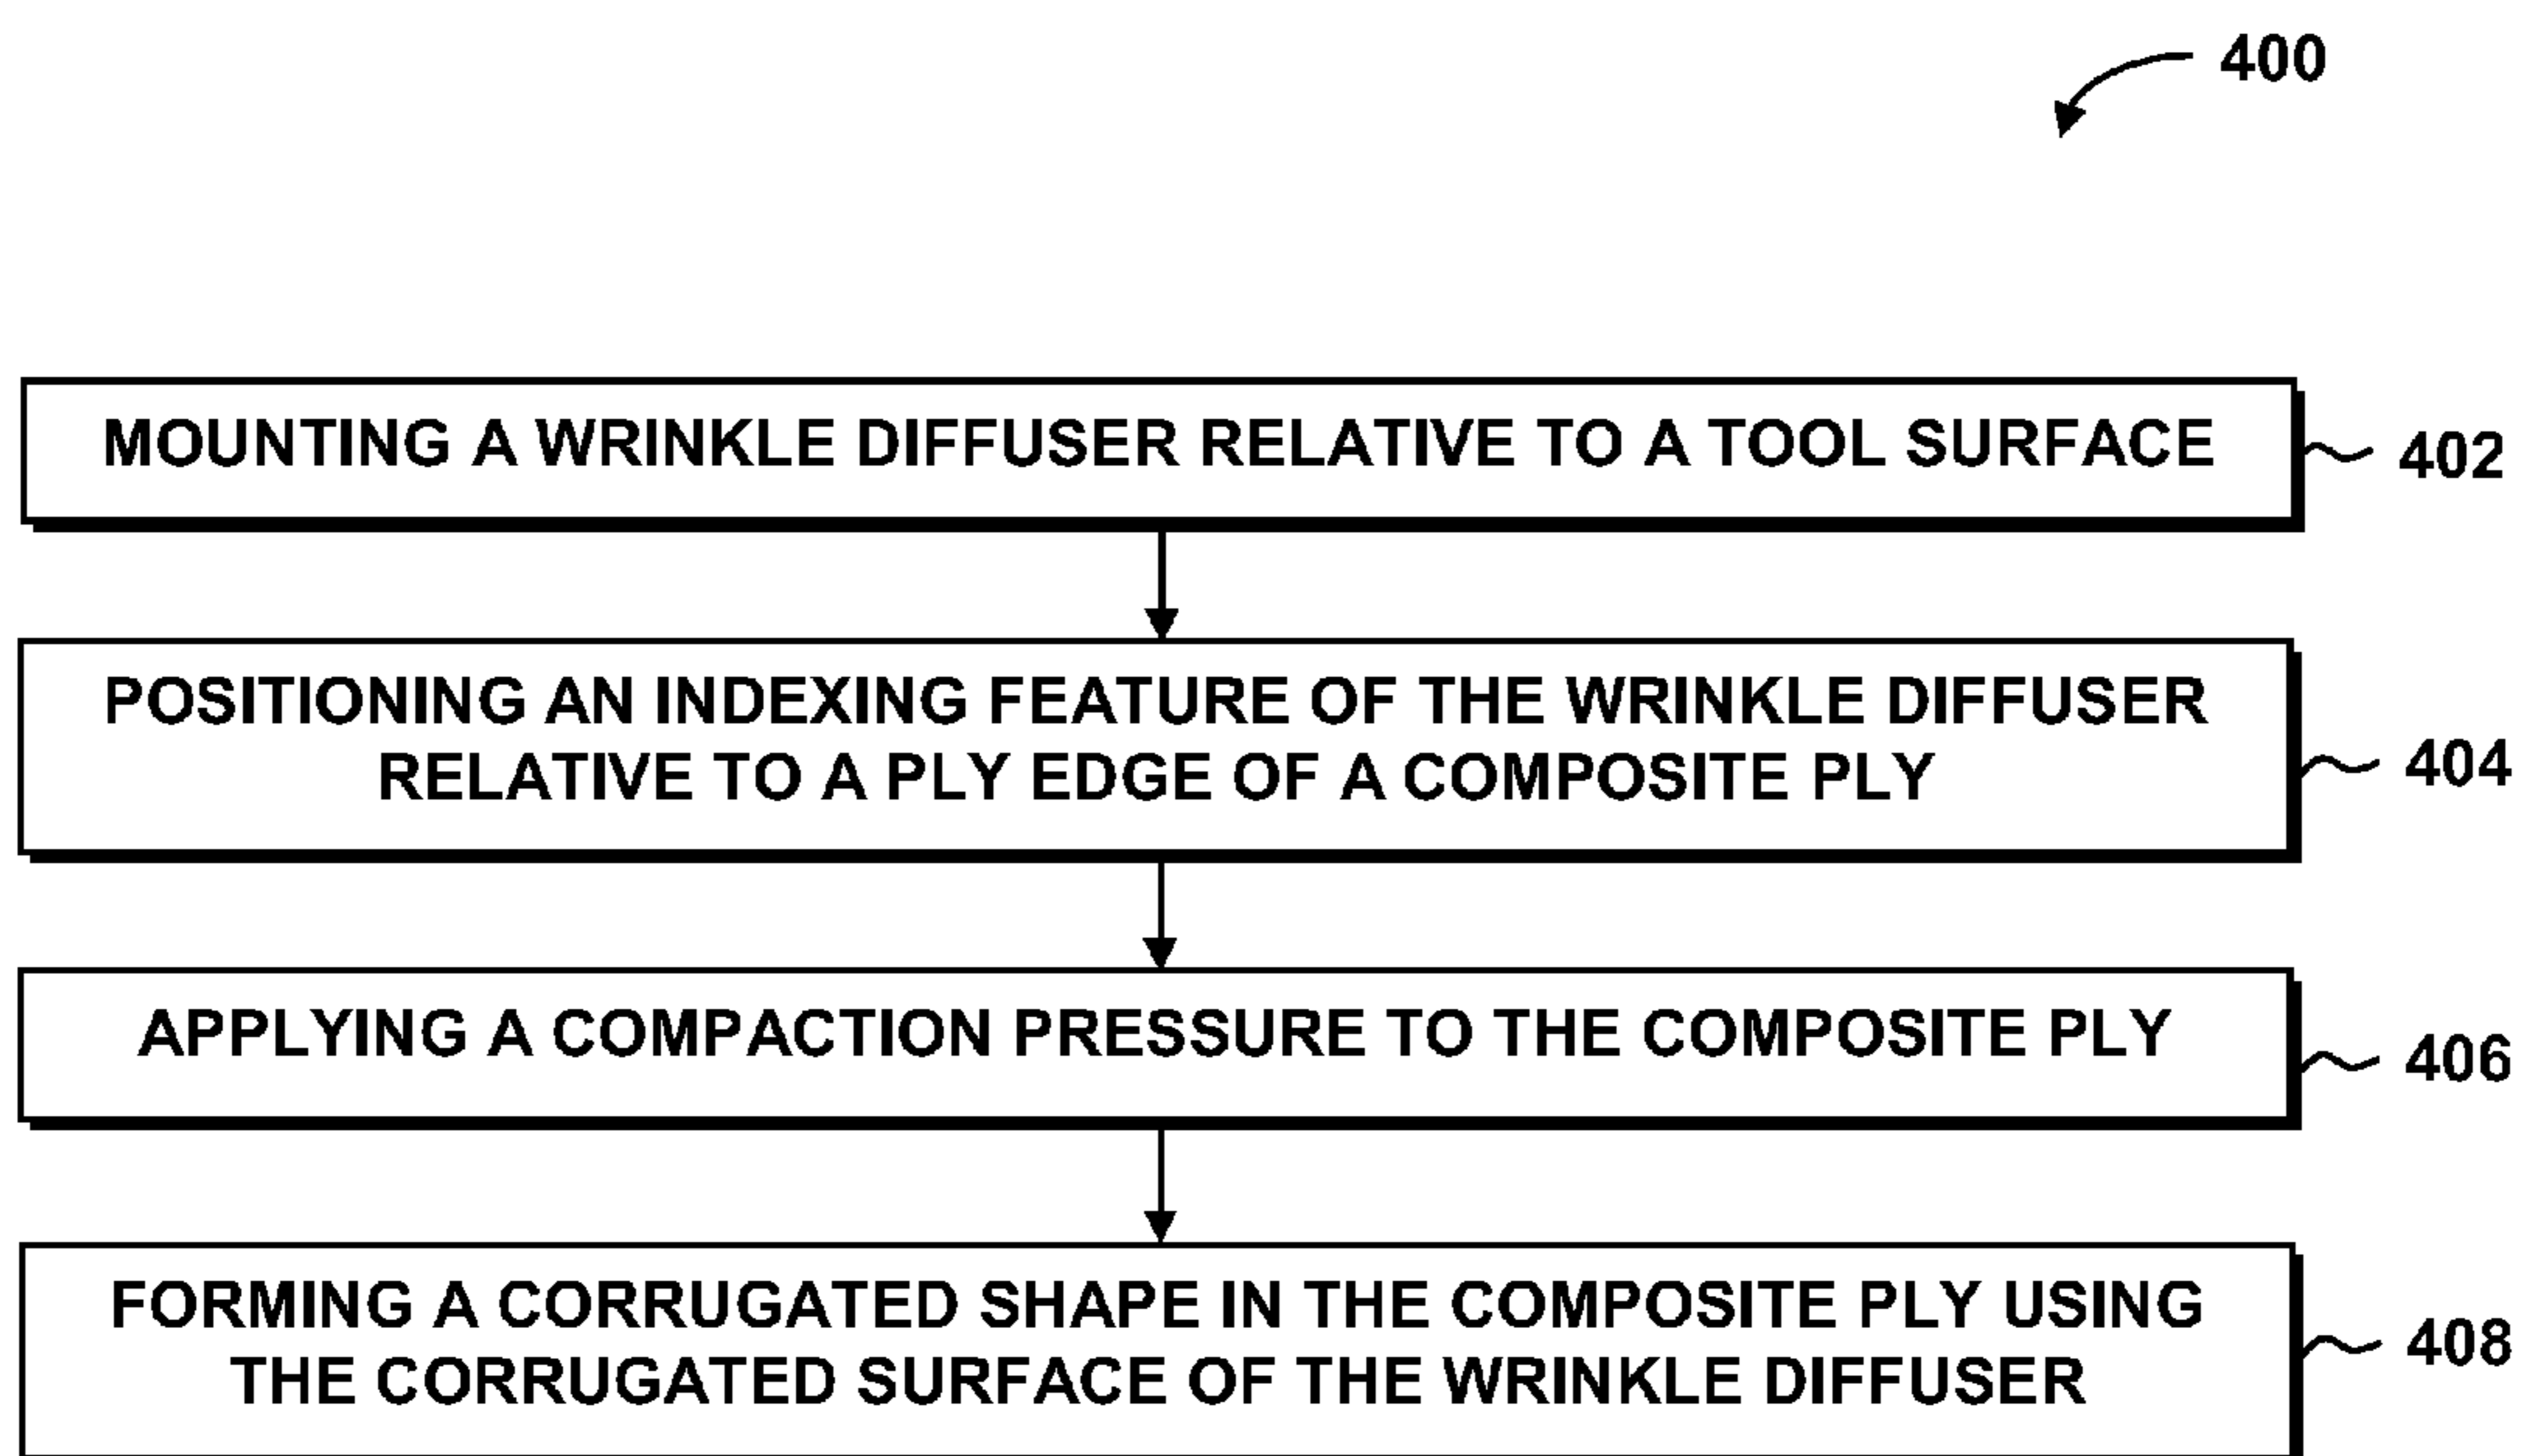 400
MOUNTING A WRINKLE DIFFUSER RELATIVE TO A TOOL SURFACE
402
POSITIONING AN INDEXING FEATURE OF THE WRINKLE DIFFUSER
RELATIVE TO A PLY EDGE OF A COMPOSITE PLY
404
APPLYING A COMPACTION PRESSURE TO THE COMPOSITE PLY
406
FORMING A CORRUGATED SHAPE IN THE COMPOSITE PLY USING
THE CORRUGATED SURFACE OF THE WRINKLE DIFFUSER
408